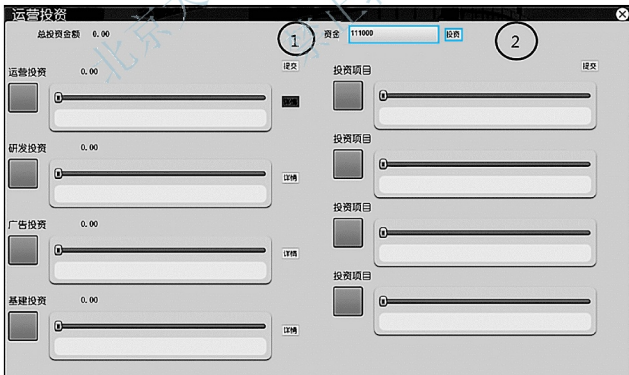 运营投资
总投资金额 0.00
1
资金 111000 投资
2
运营投资 0.00 提交
详情
研发投资 0.00
详情
广告投资 0.00
详情
基建投资 0.00
详情
投资项目 提交
投资项目
投资项目
投资项目